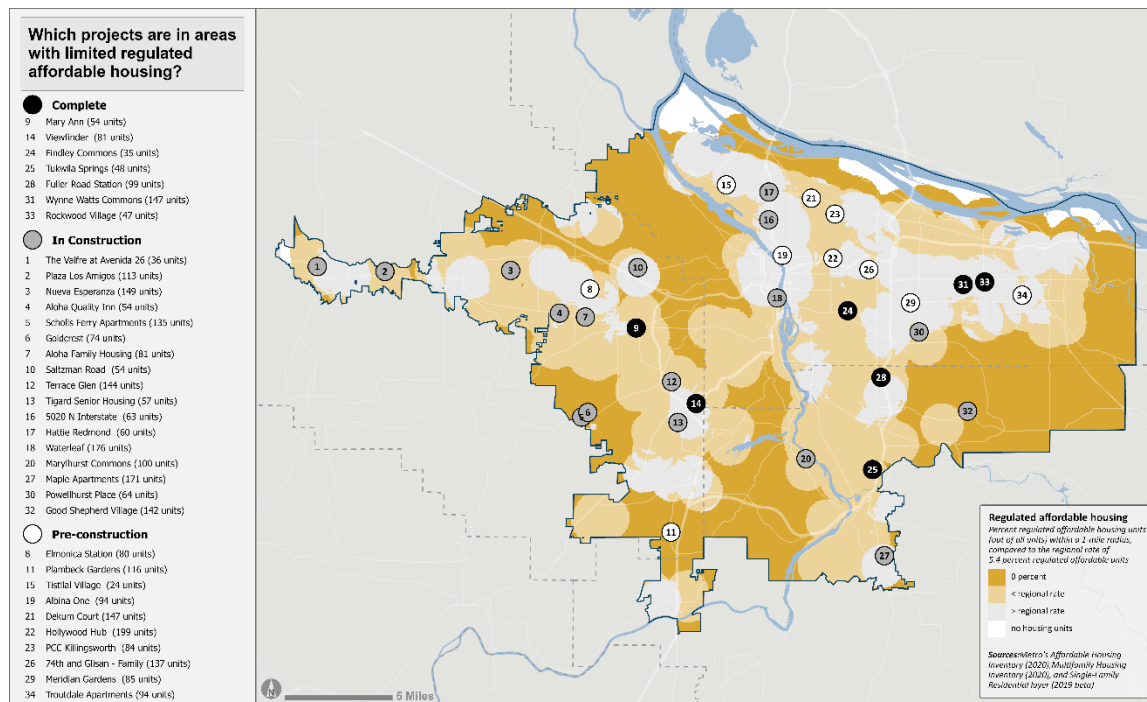 Which projects are in areas
with limited regulated
affordable housing?
Complete
9 Mary Ann (54 units)
14 Viewfinder (81 units)
24 Findley Commons (35 units)
25 Tukwila Springs (48 units)
28 Fuller Road Station (99 units)
31 Wynne Watts Commons (147 units)
33 Rockwood Village (47 units)
In Construction
1 The Valfre at Avenida 26 (36 units)
2 Plaza Los Amigos (113 units)
3 Nueva Esperanza (149 units)
4 Aloha Quality Inn (54 units)
5 Scholls Ferry Apartments (135 units)
6 Goldcrest (74 units)
7 Aloha Family Housing (81 units)
10 Saltzman Road (54 units)
12 Terrace Glen (144 units)
13 Tigard Senior Housing (57 units)
16 5020 N Interstate (63 units)
17 Hattie Redmond (60 units)
18 Waterleaf (176 units)
20 Marylhurst Commons (100 units)
27 Maple Apartments (171 units)
30 Powellhurst Place (64 units)
32 Good Shepherd Village (142 units)
Pre-construction
8 Elmonica Station (80 units)
11 Plambeck Gardens (116 units)
15 Tistilal Village (24 units)
19 Albina One (94 units)
21 Dekum Court (147 units)
22 Hollywood Hub (199 units)
23 PCC Killingsworth (84 units)
26 74th and Glisan - Family (137 units)
29 Meridian Gardens (85 units)
34 Troutdale Apartments (94 units)
15
17
21
23
16
19
22
26
1
2
3
10
8
31
33
34
18
29
4
7
24
9
30
12
28
14
6
13
32
20
25
11
27
N
5 Miles
Regulated affordable housing
Percent regulated affordable housing units
(out of all units) within a 1-mile radius,
compared to the regional rate of
5.4 percent regulated affordable units
0 percent
< regional rate
> regional rate
no housing units
Sources:Metro's Affordable Housing
Inventory (2020), Multifamily Housing
Inventory (2020), and Single-Family
Residential layer (2019 beta)